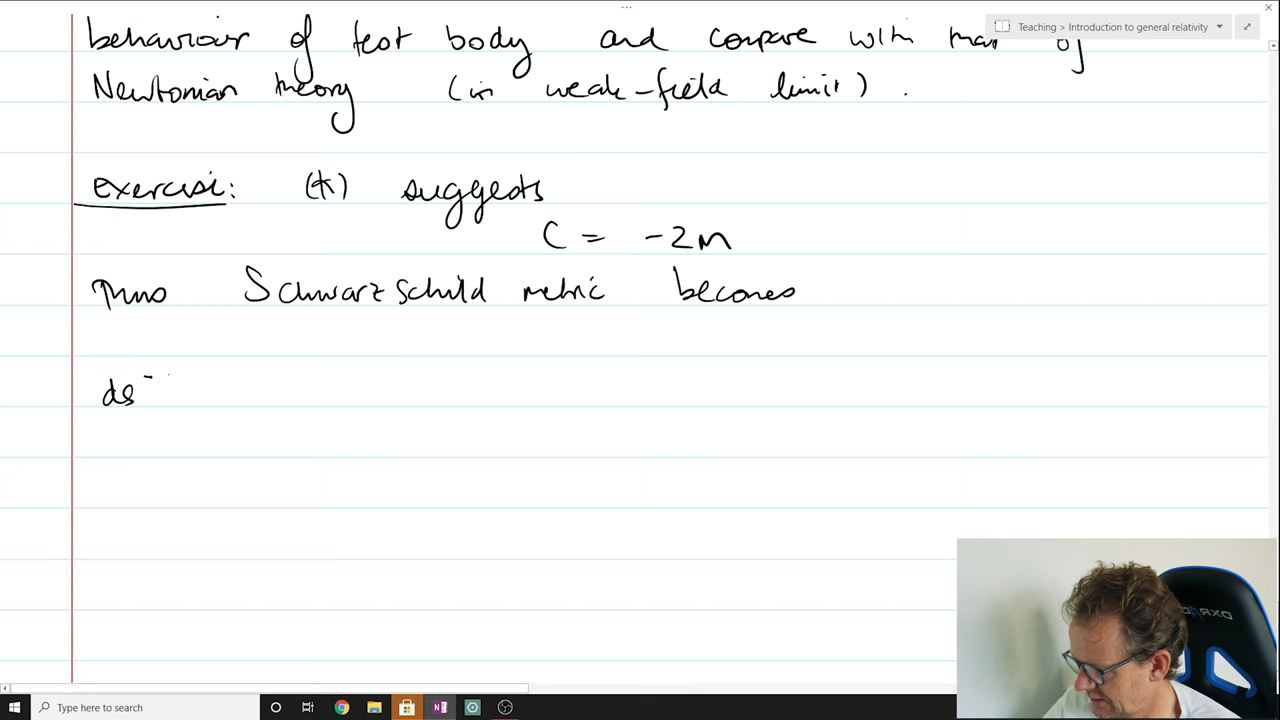 behaviour of test body and compare with that of
Newtonian theory (in weak-field limit).
Teaching > Introduction to general relativity
exercise: (*) suggests
C = -2m
Thus Schwarzschild metric becomes
ds
DXRA
Type here to search